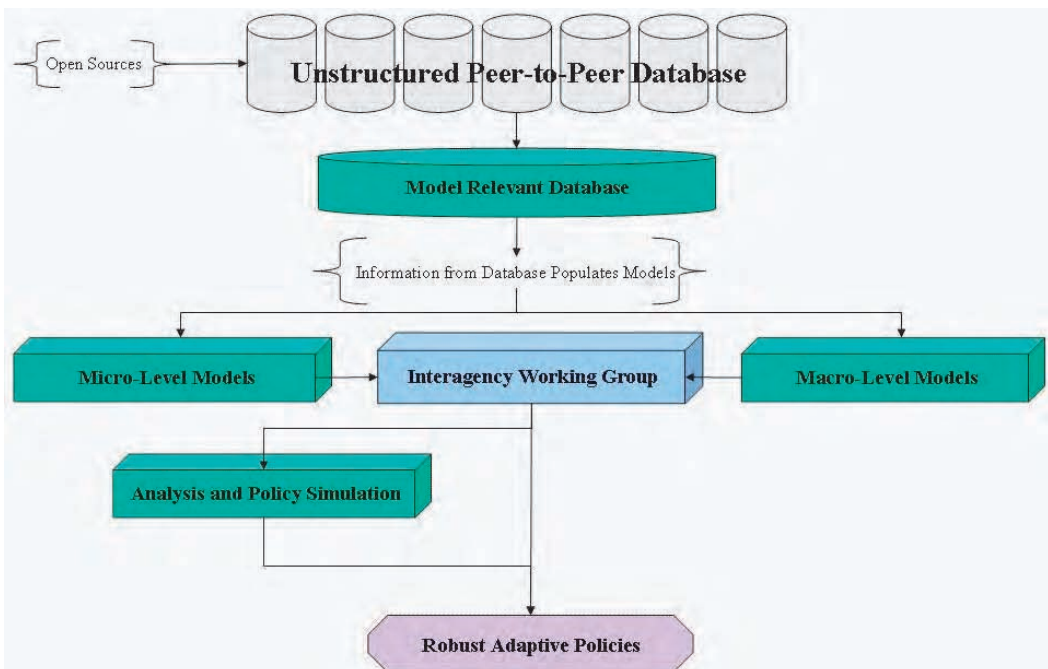 Open Sources
Unstructured Peer-to-Peer Database
Model Relevant Database
Information from Database Populates Models
Micro-Level Models
Interagency Working Group
Macro-Level Models
Analysis and Policy Simulation
Robust Adaptive Policies